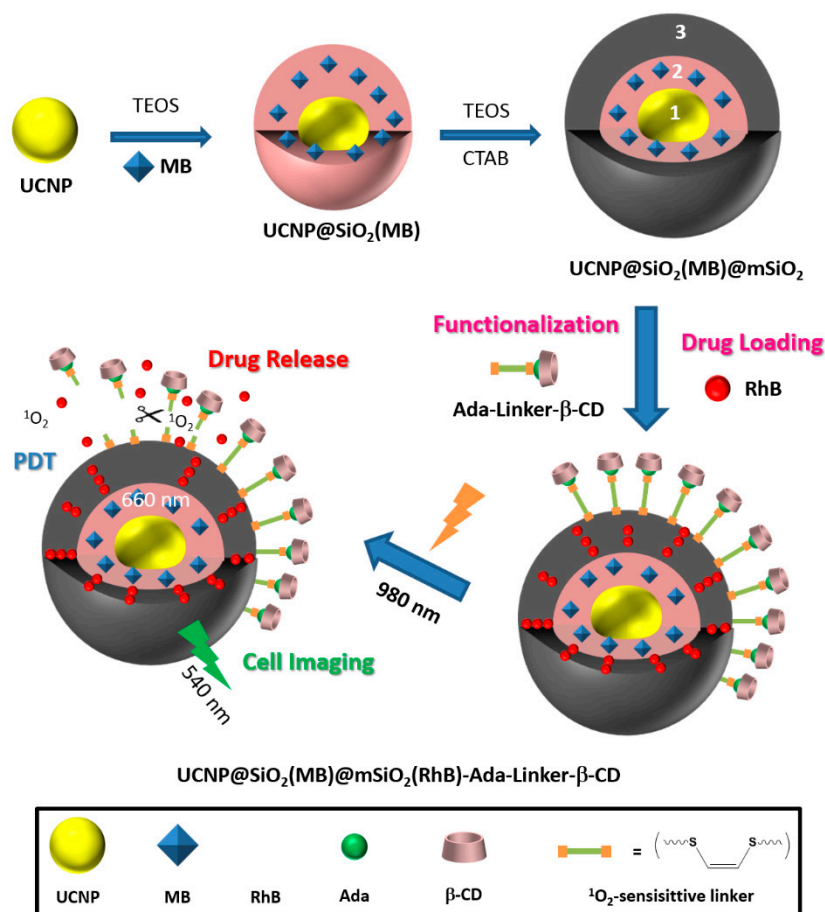 TEOS
MB
UCNP
UCNP@SiO₂(MB)
TEOS
CTAB
3
2
1
UCNP@SiO₂(MB)@mSiO₂
Functionalization
Ada-Linker-β-CD
Drug Loading
RhB
Drug Release
¹O₂
¹O₂
PDT
660 nm
980 nm
Cell Imaging
540 nm
UCNP@SiO₂(MB)@mSiO₂(RhB)-Ada-Linker-β-CD
S S
UCNP MB RhB Ada β-CD ¹O₂-sensisittive linker